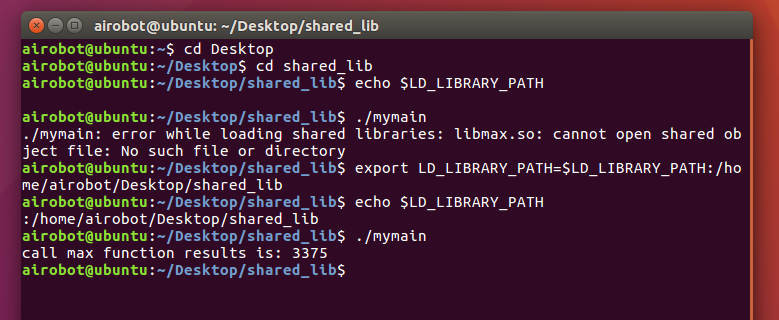 airobot@ubuntu: ~/Desktop/shared_lib
airobot@ubuntu:~$ cd Desktop
airobot@ubuntu:~/Desktop$ cd shared_lib
airobot@ubuntu:~/Desktop/shared_lib$ echo $LD_LIBRARY_PATH
airobot@ubuntu:~/Desktop/shared_lib$ ./mymain
./mymain: error while loading shared libraries: libmax.so: cannot open shared ob
ject file: No such file or directory
airobot@ubuntu:~/Desktop/shared_lib$ export LD_LIBRARY_PATH=$LD_LIBRARY_PATH:/ho
me/airobot/Desktop/shared_lib
airobot@ubuntu:~/Desktop/shared_lib$ echo $LD_LIBRARY_PATH
:/home/airobot/Desktop/shared_lib
airobot@ubuntu:~/Desktop/shared_lib$ ./mymain
call max function results is: 3375
airobot@ubuntu:~/Desktop/shared_lib$